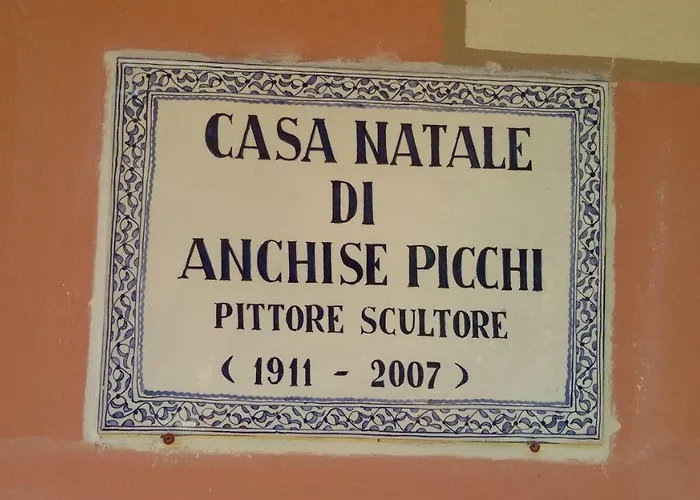 CASA NATALE
DI
ANCHISE PICCHI
PITTORE SCULTORE
( 1911 - 2007 )